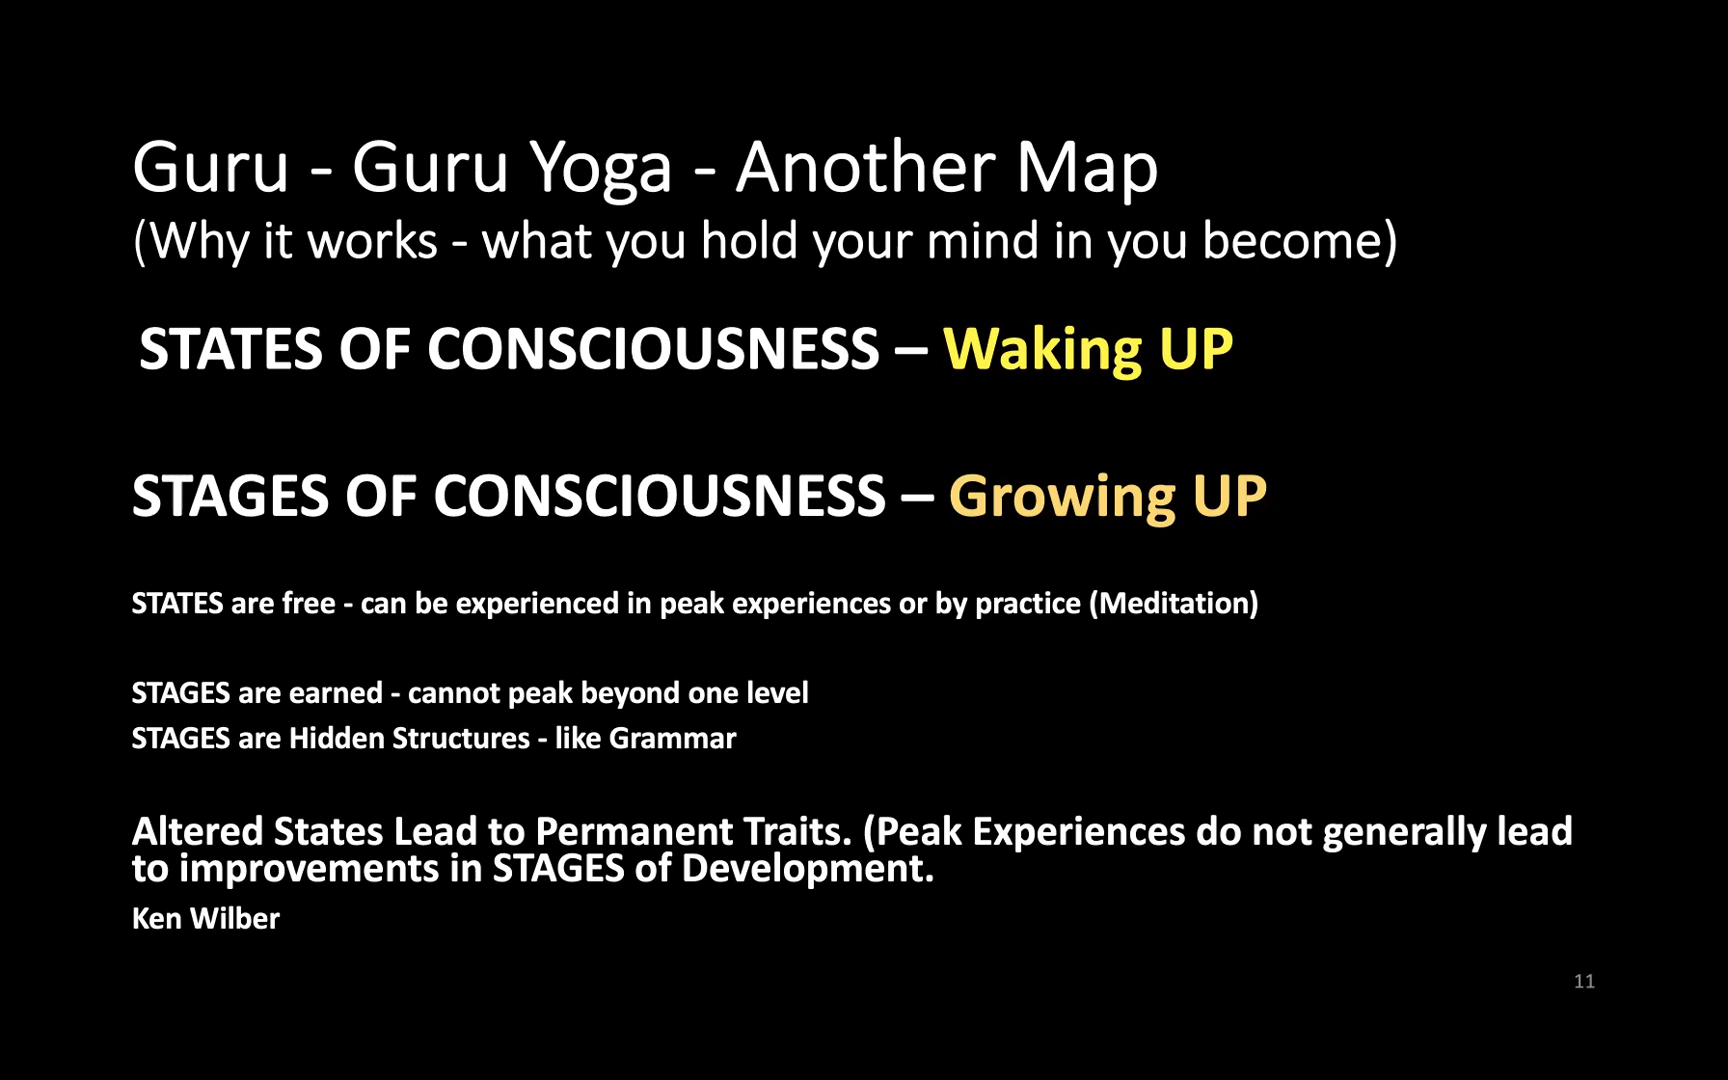 Guru - Guru Yoga - Another Map
(Why it works - what you hold your mind in you become)
STATES OF CONSCIOUSNESS – Waking UP
STAGES OF CONSCIOUSNESS – Growing UP
STATES are free - can be experienced in peak experiences or by practice (Meditation)
STAGES are earned - cannot peak beyond one level
STAGES are Hidden Structures - like Grammar
Altered States Lead to Permanent Traits. (Peak Experiences do not generally lead
to improvements in STAGES of Development.
Ken Wilber
11